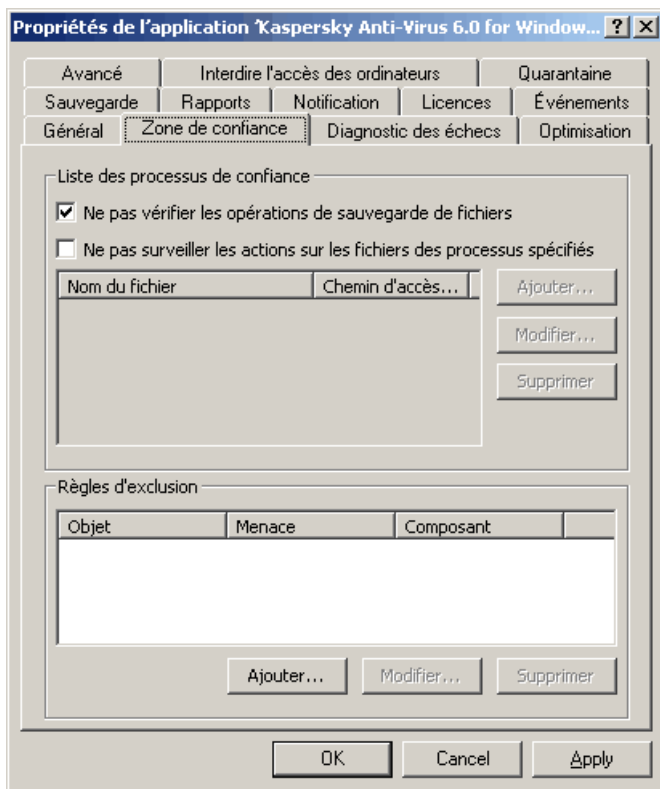 Propriétés de l'application 'Kaspersky Anti-Virus 6.0 for Window...
Avancé Interdire l'accès des ordinateurs Quarantaine
Sauvegarde Rapports Notification Licences Événements
Général Zone de confiance Diagnostic des échecs Optimisation
Liste des processus de confiance
Ne pas vérifier les opérations de sauvegarde de fichiers
Ne pas surveiller les actions sur les fichiers des processus spécifiés
Nom du fichier Chemin d'accès... Ajouter...
Modifier...
Supprimer
Règles d'exclusion
Objet Menace Composant
Ajouter... Modifier... Supprimer
OK Cancel Apply